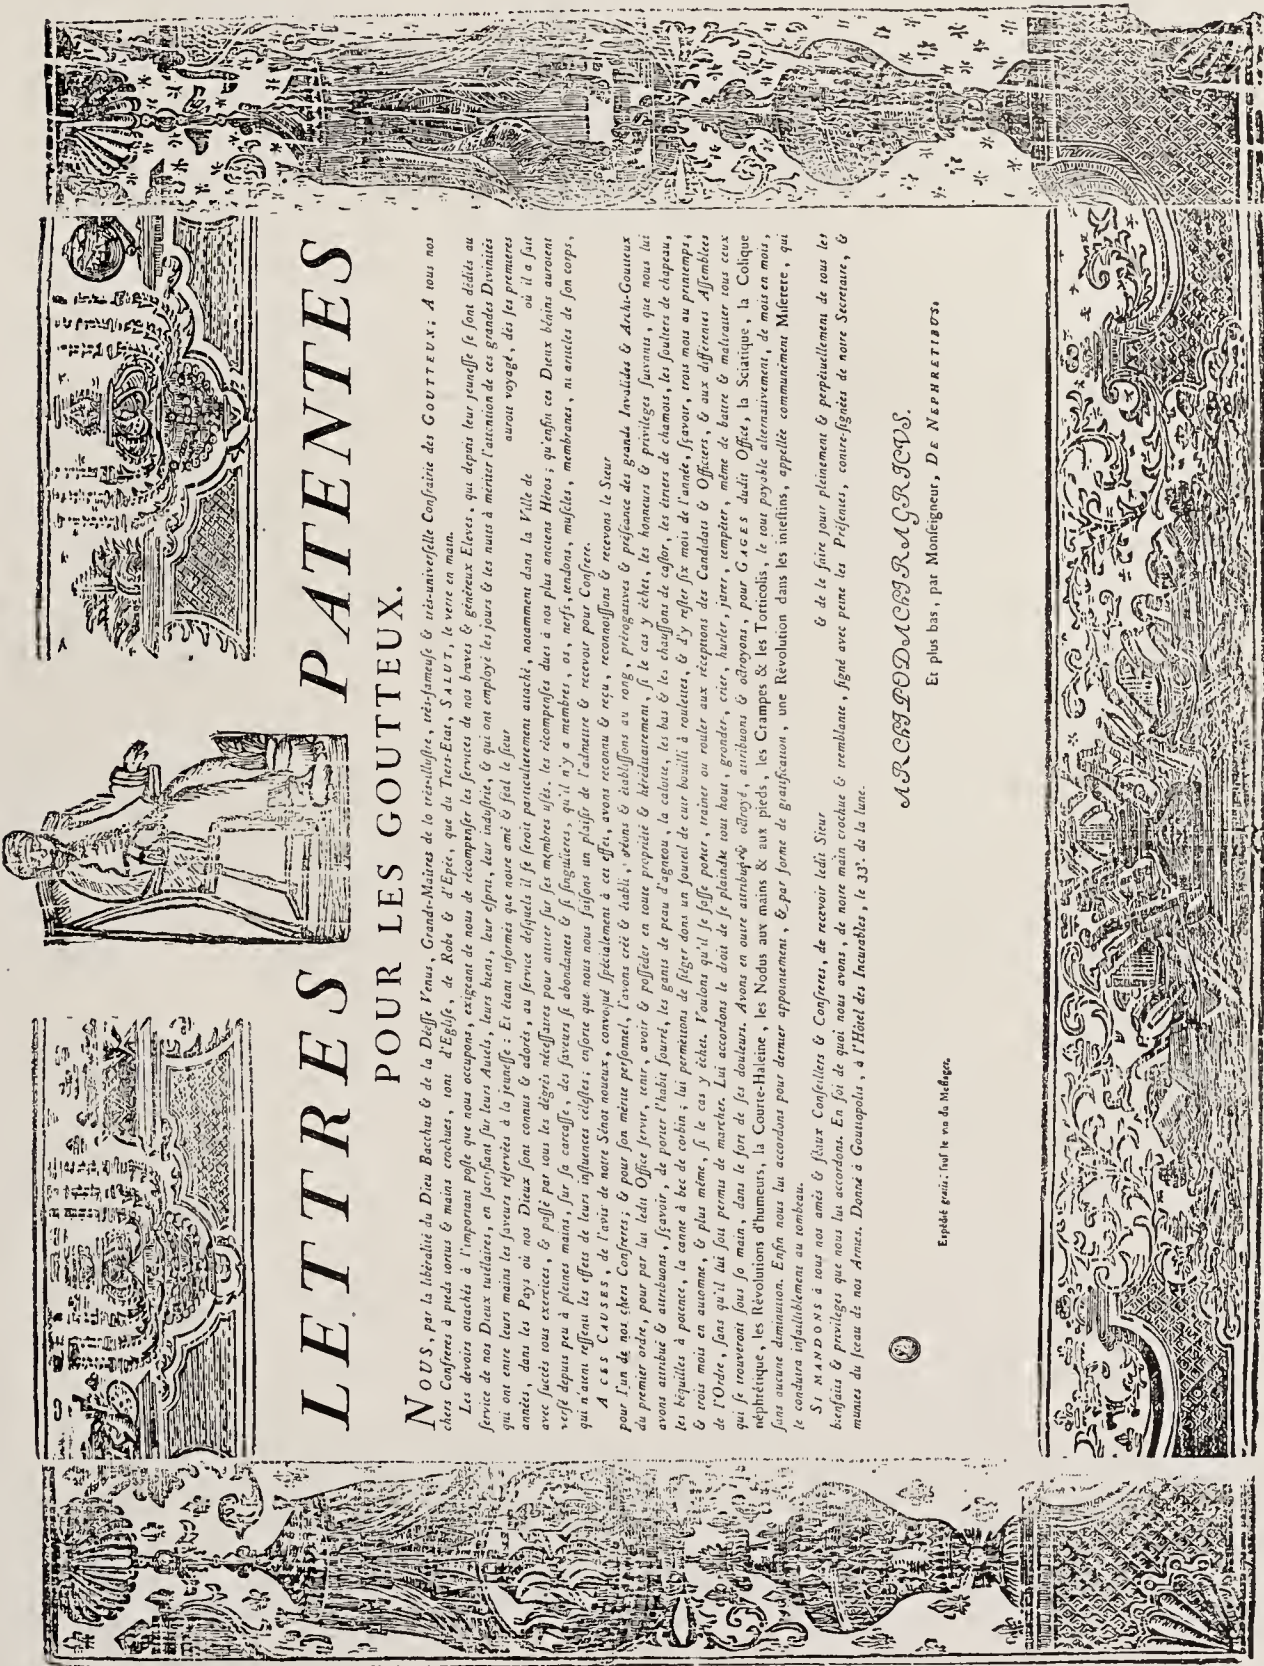 LETTRES PATENTES
POUR LES GOUTTEUX.
NOUS, par la libéralité du Dieu Bacchus & de la Déesse Venus, Grands-Maîtres de la très-illustre, très-fameuse & très-universelle Confrairie des GOUTTEUX; A tous nos
chers Confreres à pieds tortus & mains crochues, tant d'Eglise, de Robe & d'Epée, que du Tiers-Etat, SALUT, le verre en main.
Les devoirs attachés à l'important poste que nous occupons, exigeant de nous de récompenser les services de nos braves & généreux Eleves, qui depuis leur jeunesse se sont dédiés au
service de nos Dieux tutélaires, en sacrifiant sur leurs Autels, leurs biens, leur esprit, leur industrie, & qui ont employé les jours & les nuits à mériter l'attention de ces grandes Divinités
qui ont entre leurs mains les faveurs réservées à la jeunesse : Et étant informés que notre amé & féal le sieur auroit voyagé, dès ses premieres
années, dans les Pays où nos Dieux sont connus & adorés, au service desquels il se seroit particulierement attaché, notamment dans la Ville de où il a fait
avec succès tous exercices, & passé par tous les dégrés nécessaires pour attirer sur ses membres usés, les récompenses dues à nos plus anciens Héros ; qu'enfin ces Dieux bénins auroient
versé depuis peu à pleines mains, sur sa carcasse, des faveurs si abondantes & si singulieres, qu'il n'y a membres, os, nerfs, tendons, muscles, membranes, ni articles de son corps,
qui n'aient ressenti les effets de leurs influences célestes; ensorte que nous nous faisons un plaisir de l'admettre & recevoir pour Confrere.
A CES CAUSES, de l'avis de notre Sénat noueux, convoqué spécialement à cet effet, avons reconnu & reçu, reconnoissons & recevons le Sieur
pour l'un de nos chers Confreres; & pour son mérite personnel, l'avons créé & établi, créons & établissons au rang, prérogatives & préséance des grands Invalides & Archi-Goutteux
du premier ordre, pour par lui ledit Office servir, tenir, avoir & posséder en toute propriété & héréditairement, si le cas y échet, les honneurs & privileges suivants, que nous lui
avons attribué & attribuons, sçavoir, de porter l'habit fourré, les gants de peau d'agneau, la calotte, les bas & les chaussons de castor, les étriers de chamois, les souliers de chapeau,
les béquilles à potence, la canne à bec de corbin; lui permettons de siéger dans un fauteuil de cuir bouilli à roulettes, & d'y rester six mois de l'année, sçavoir, trois mois au printemps,
& trois mois en automne, & plus même, si le cas y échet. Voulons qu'il se fasse porter, traîner ou rouler aux réceptions des Candidats & Officiers, & aux différentes Assemblées
de l'Ordre, sans qu'il lui soit permis de marcher. Lui accordons le droit de se plaindre tout haut, gronder, crier, hurler, jurer, tempêter, même de battre & maltraiter tous ceux
qui se trouveront sous sa main, dans le fort de ses douleurs. Avons en outre attribué octroyé, attribuons & octroyons, pour GAGES dudit Office, la Sciatique, la Colique
néphrétique, les Révolutions d'humeurs, la Courte-Haleine, les Nodus aux mains & aux pieds, les Crampes & les Torticolis, le tout payable alternativement, de mois en mois,
sans aucune diminution. Enfin nous lui accordons pour dernier appointement, & par forme de gratification, une Révolution dans les intestins, appellée communément Miserere, qui
le conduira infailliblement au tombeau.
SI MANDONS à tous nos amés & féaux Conseillers & Confreres, de recevoir ledit Sieur & de le faire jouir pleinement & perpétuellement de tous les
bienfaits & privileges que nous lui accordons. En foi de quoi nous avons, de notre main crochue & tremblante, signé avec peine les Présentes, contre-signées de notre Secretaire, &
munies du sceau de nos Armes. Donné à Gouttopolis, à l'Hôtel des Incurables, le 33e. de la lune.
ARCHIPODACHIRAGRICUS.
Et plus bas, par Monseigneur, DE NEPHRETIBUS.
Expédié gratis; sauf le vin du Messager.